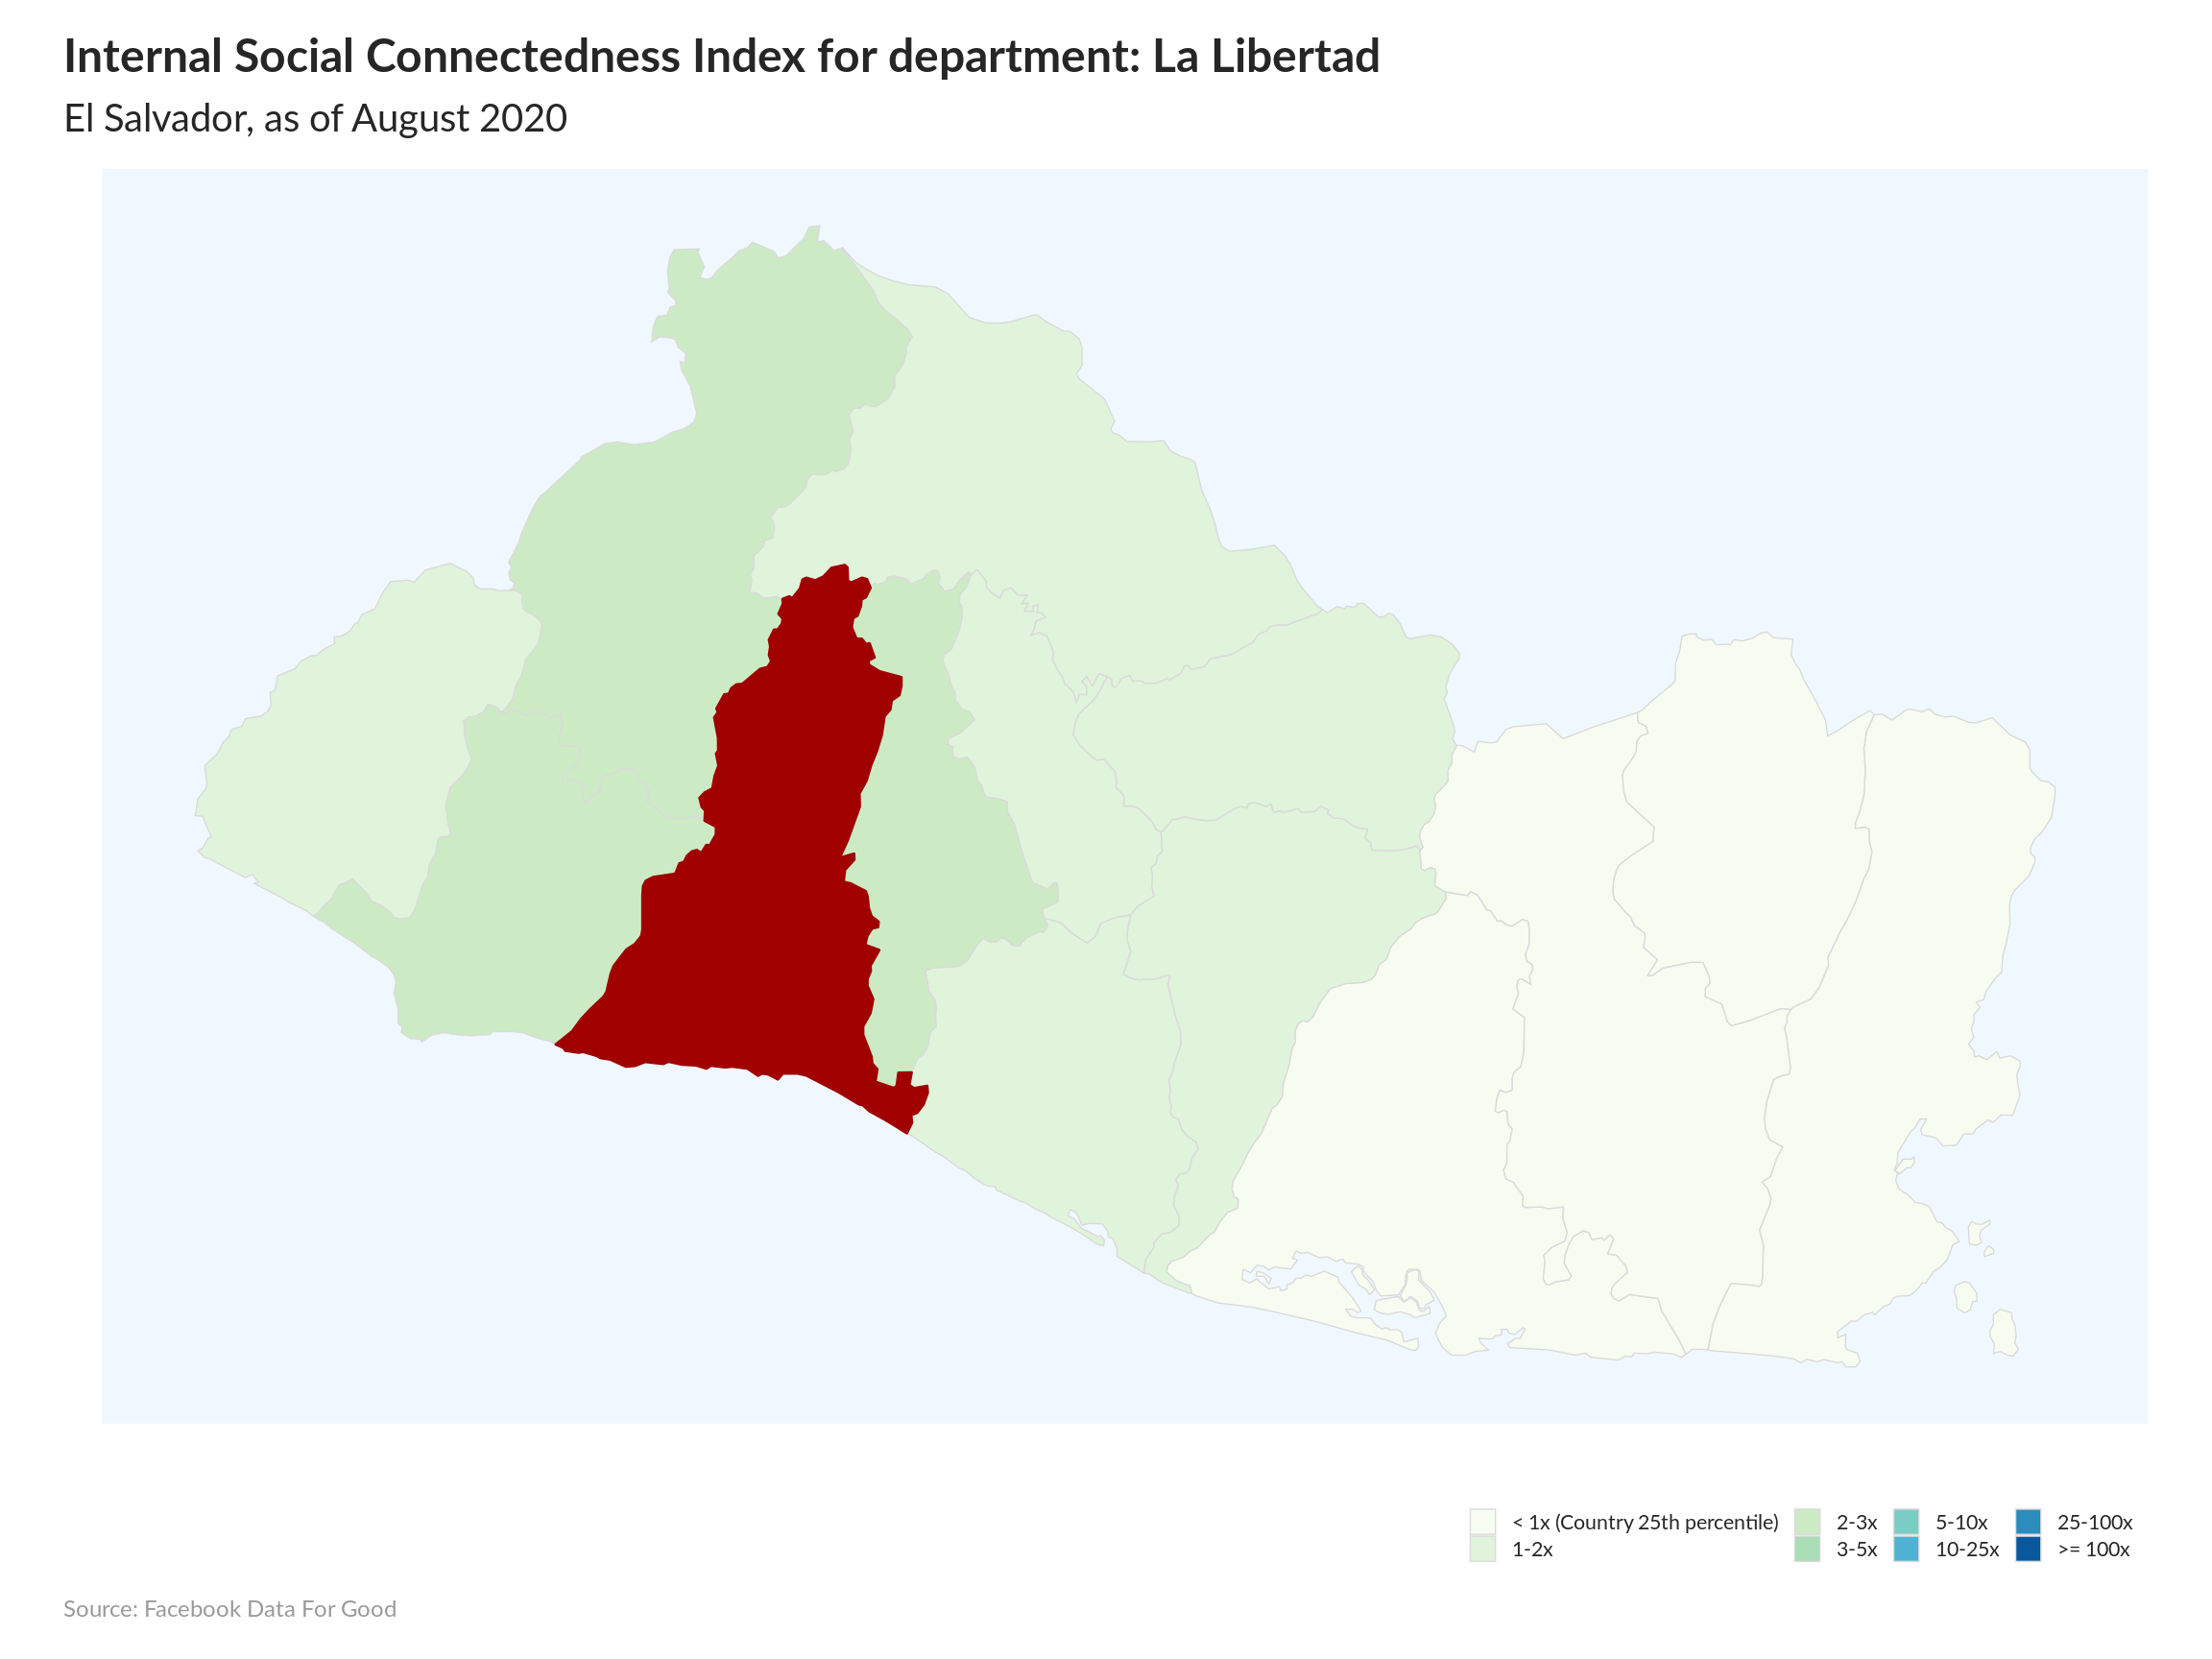 Internal Social Connectedness Index for department: La Libertad
El Salvador, as of August 2020
< 1x (Country 25th percentile)
1-2x
2-3x
3-5x
5-10x
10-25x
25-100x
>= 100x
Source: Facebook Data For Good